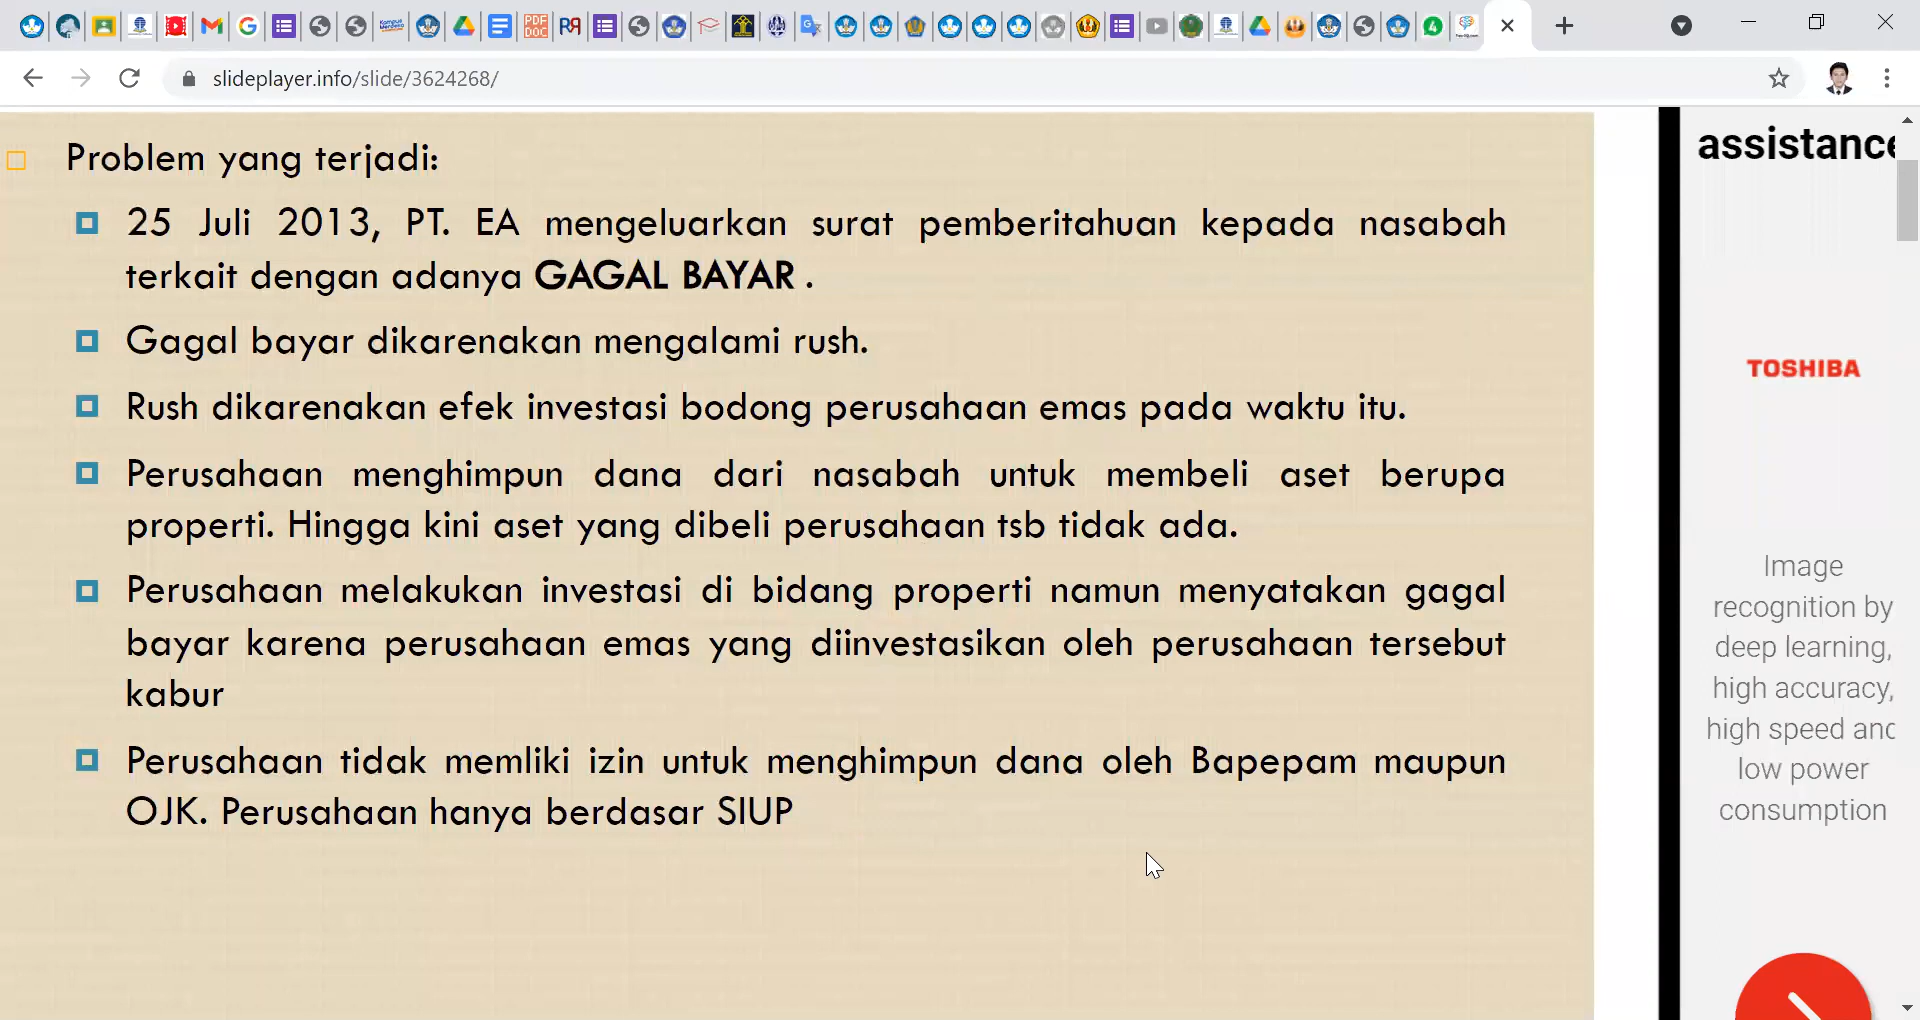 slideplayer.info/slide/3624268/
Problem yang terjadi:
25 Juli 2013, PT. EA mengeluarkan surat pemberitahuan kepada nasabah
terkait dengan adanya GAGAL BAYAR .
Gagal bayar dikarenakan mengalami rush.
Rush dikarenakan efek investasi bodong perusahaan emas pada waktu itu.
Perusahaan menghimpun dana dari nasabah untuk membeli aset berupa
properti. Hingga kini aset yang dibeli perusahaan tsb tidak ada.
Perusahaan melakukan investasi di bidang properti namun menyatakan gagal
bayar karena perusahaan emas yang diinvestasikan oleh perusahaan tersebut
kabur
Perusahaan tidak memliki izin untuk menghimpun dana oleh Bapepam maupun
OJK. Perusahaan hanya berdasar SIUP
assistance
TOSHIBA
Image
recognition by
deep learning,
high accuracy,
high speed and
low power
consumption